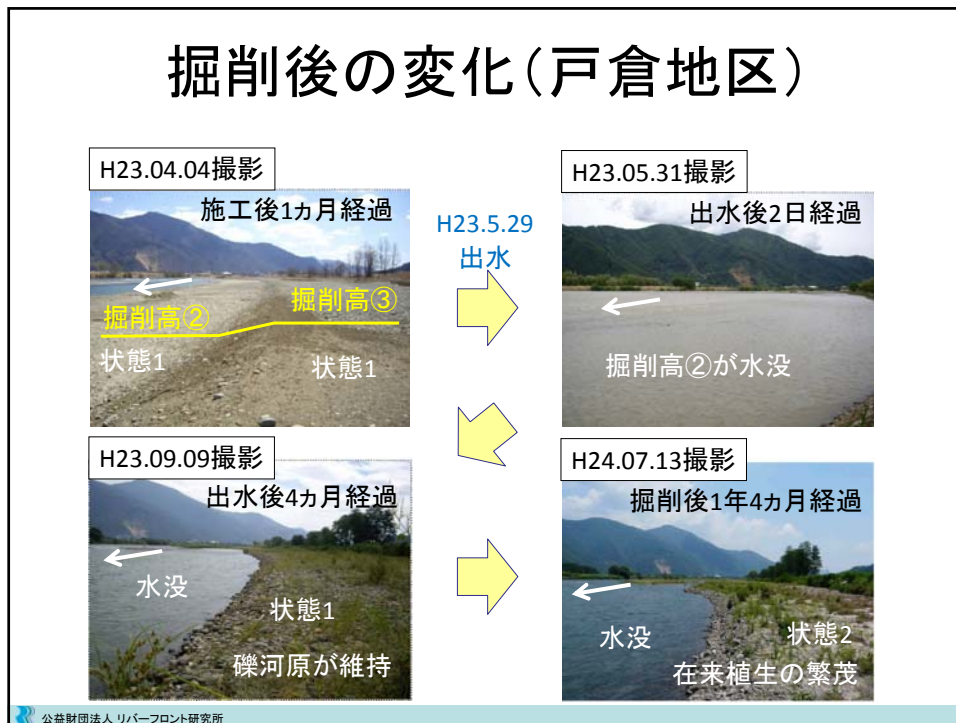 掘削後の変化(戸倉地区)
H23.04.04撮影
施工後1ヵ月経過
掘削高②
掘削高③
状態1
状態1
H23.5.29
出水
H23.05.31撮影
出水後2日経過
掘削高②が水没
H23.09.09撮影
出水後4ヵ月経過
水没
状態1
礫河原が維持
H24.07.13撮影
掘削後1年4ヵ月経過
水没
状態2
在来植生の繁茂
公益財団法人 リバーフロント研究所